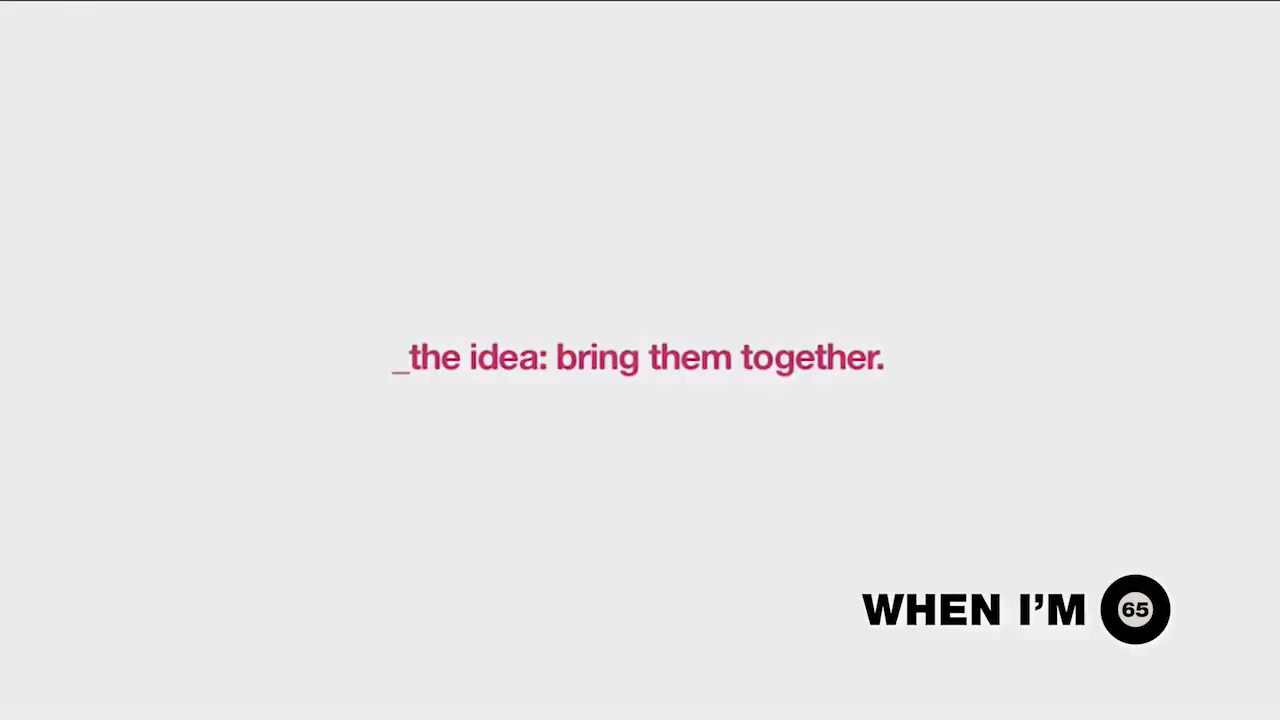 _the idea: bring them together.
WHEN I’M 65